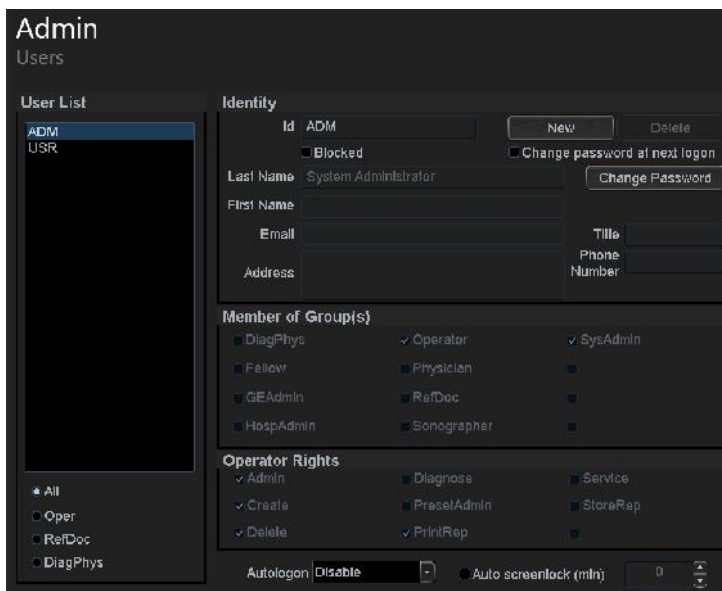 Admin
Users
User List
ADM
USR
All
Oper
RefDoc
DiagPhys
Identity
Id ADM New Delete
Blocked Change password at next logon
Last Name System Administrator Change Password
First Name
Email Title
Address Phone Number
Member of Group(s)
DiagPhys Operator SysAdmin
Fellow Physician
GEAdmin RefDoc
HospAdmin Sonographer
Operator Rights
Admin Diagnose Service
Create PresetAdmin StoreRep
Delete PrintRep
Autologon Disable Auto screenlock (min) 0